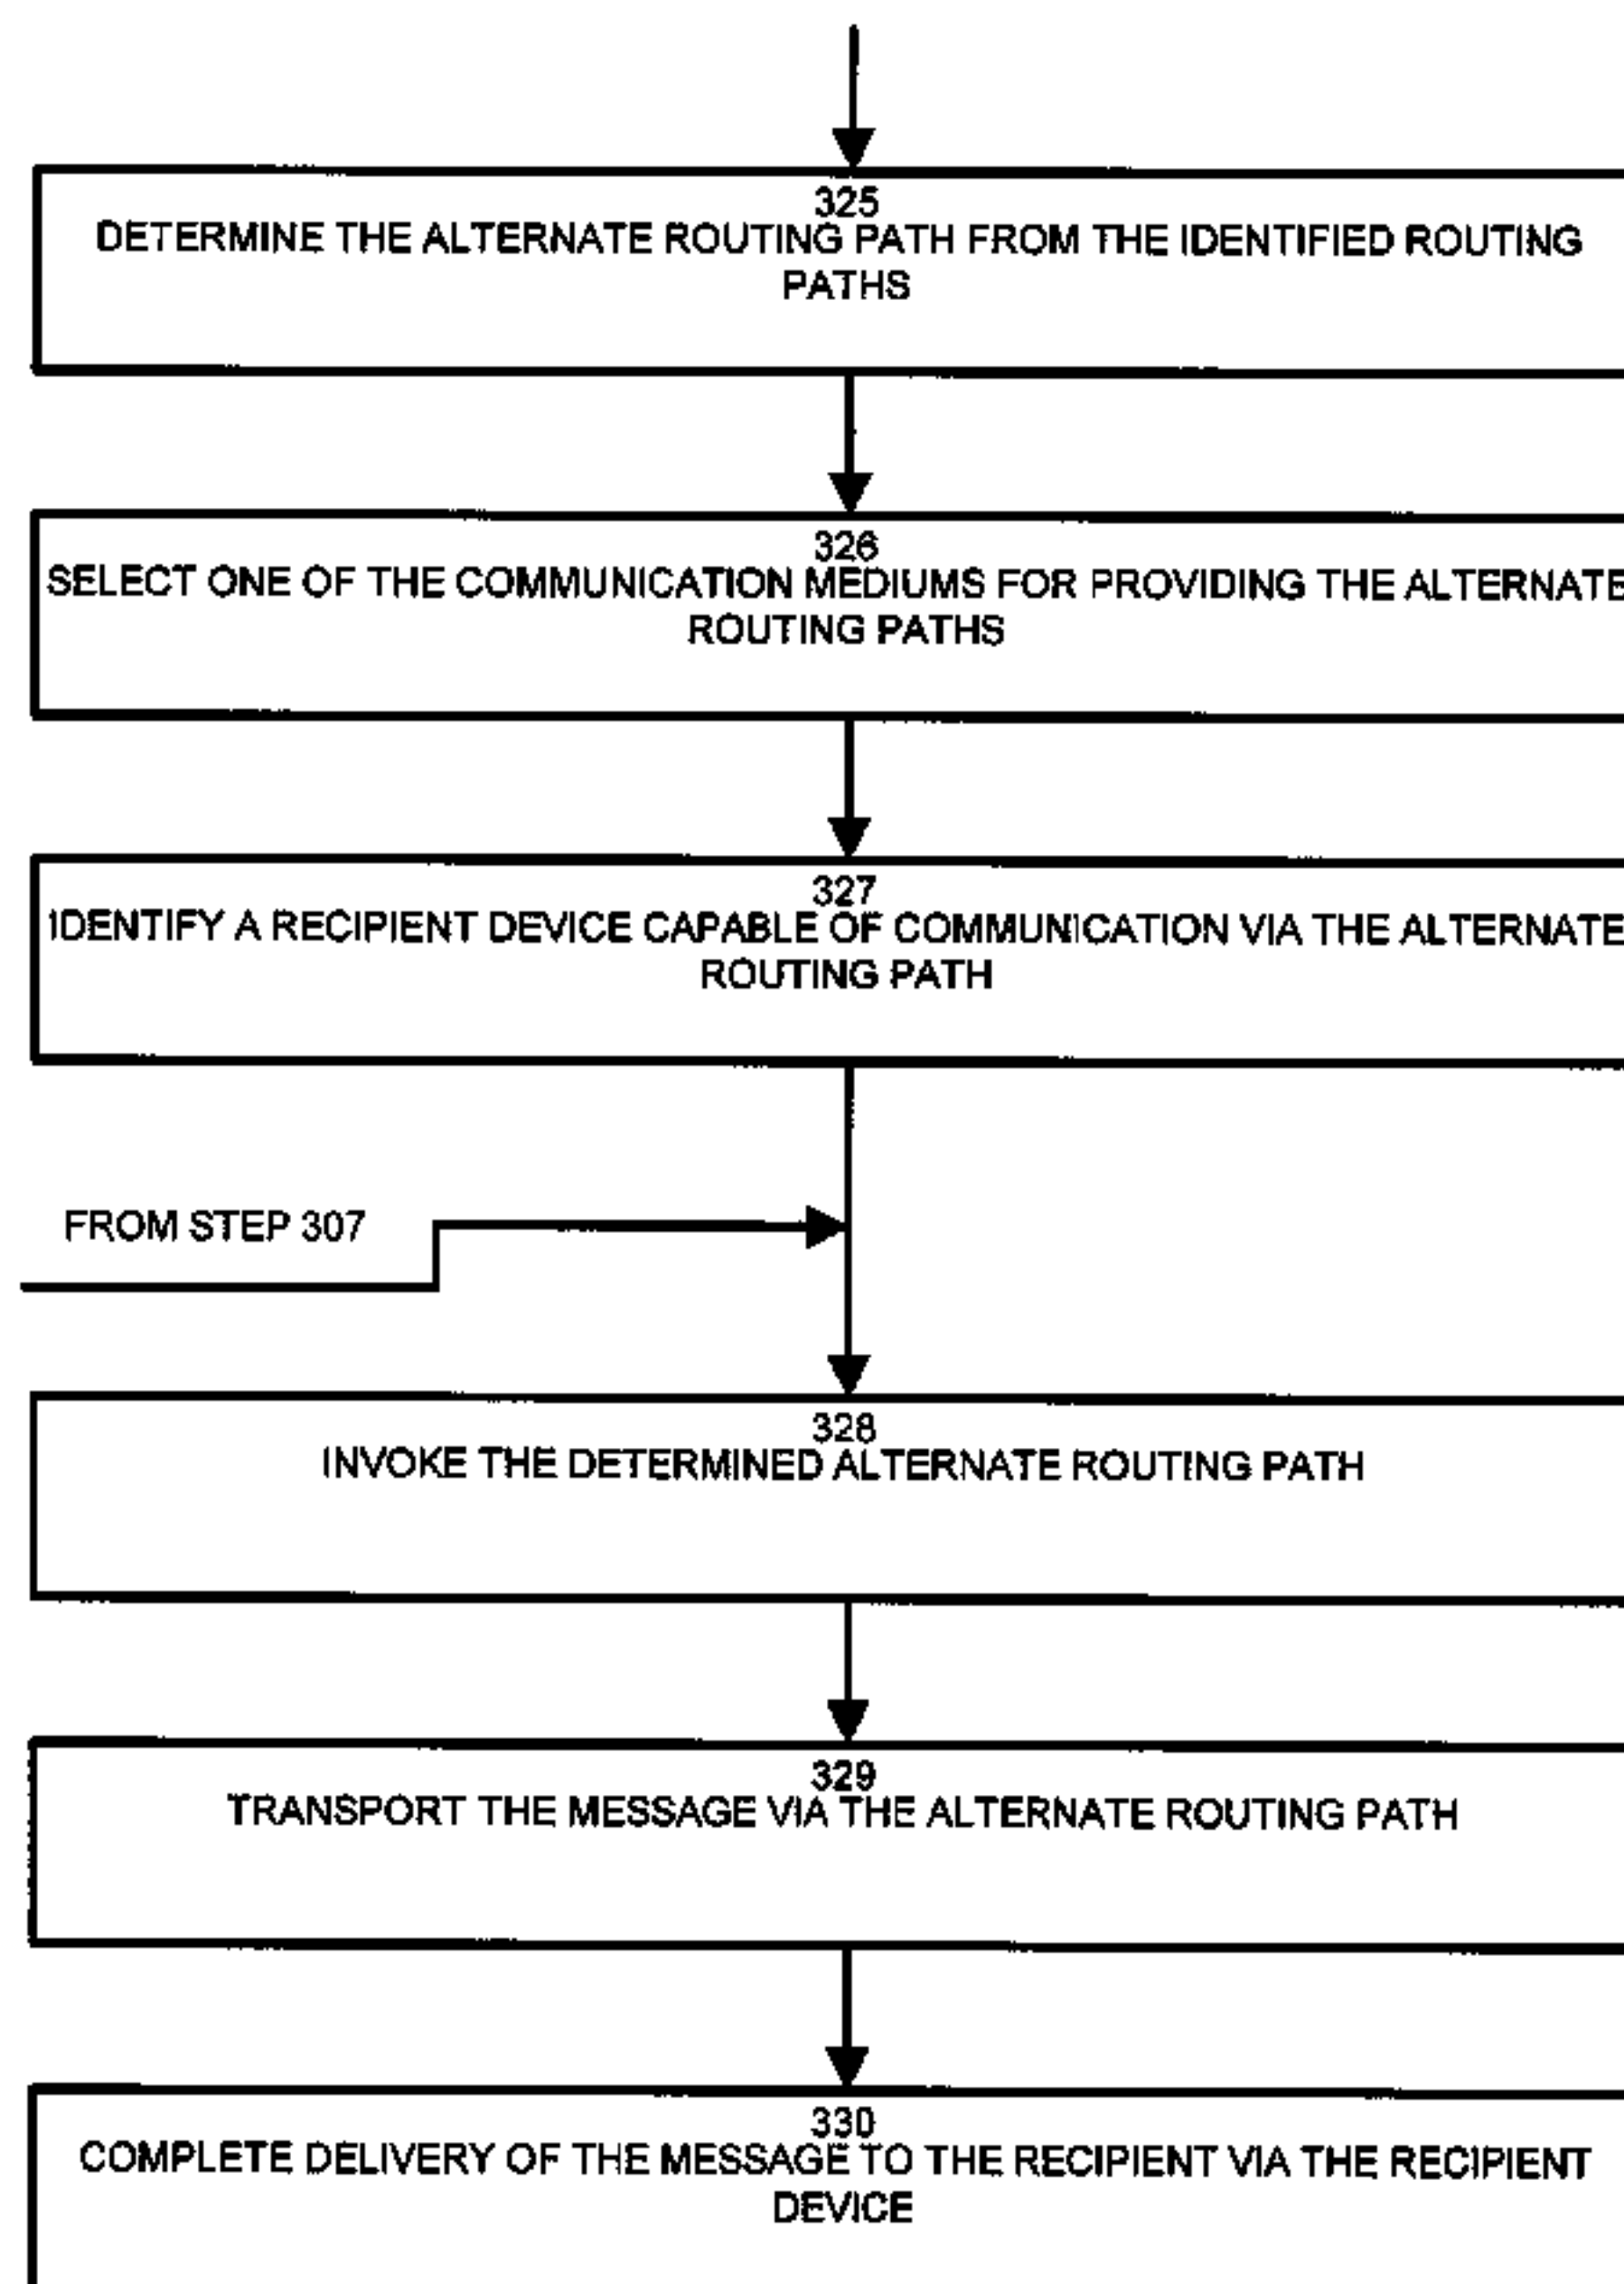 325
DETERMINE THE ALTERNATE ROUTING PATH FROM THE IDENTIFIED ROUTING
PATHS
326
SELECT ONE OF THE COMMUNICATION MEDIUMS FOR PROVIDING THE ALTERNATE
ROUTING PATHS
327
IDENTIFY A RECIPIENT DEVICE CAPABLE OF COMMUNICATION VIA THE ALTERNATE
ROUTING PATH
FROM STEP 307
328
INVOKE THE DETERMINED ALTERNATE ROUTING PATH
329
TRANSPORT THE MESSAGE VIA THE ALTERNATE ROUTING PATH
330
COMPLETE DELIVERY OF THE MESSAGE TO THE RECIPIENT VIA THE RECIPIENT
DEVICE